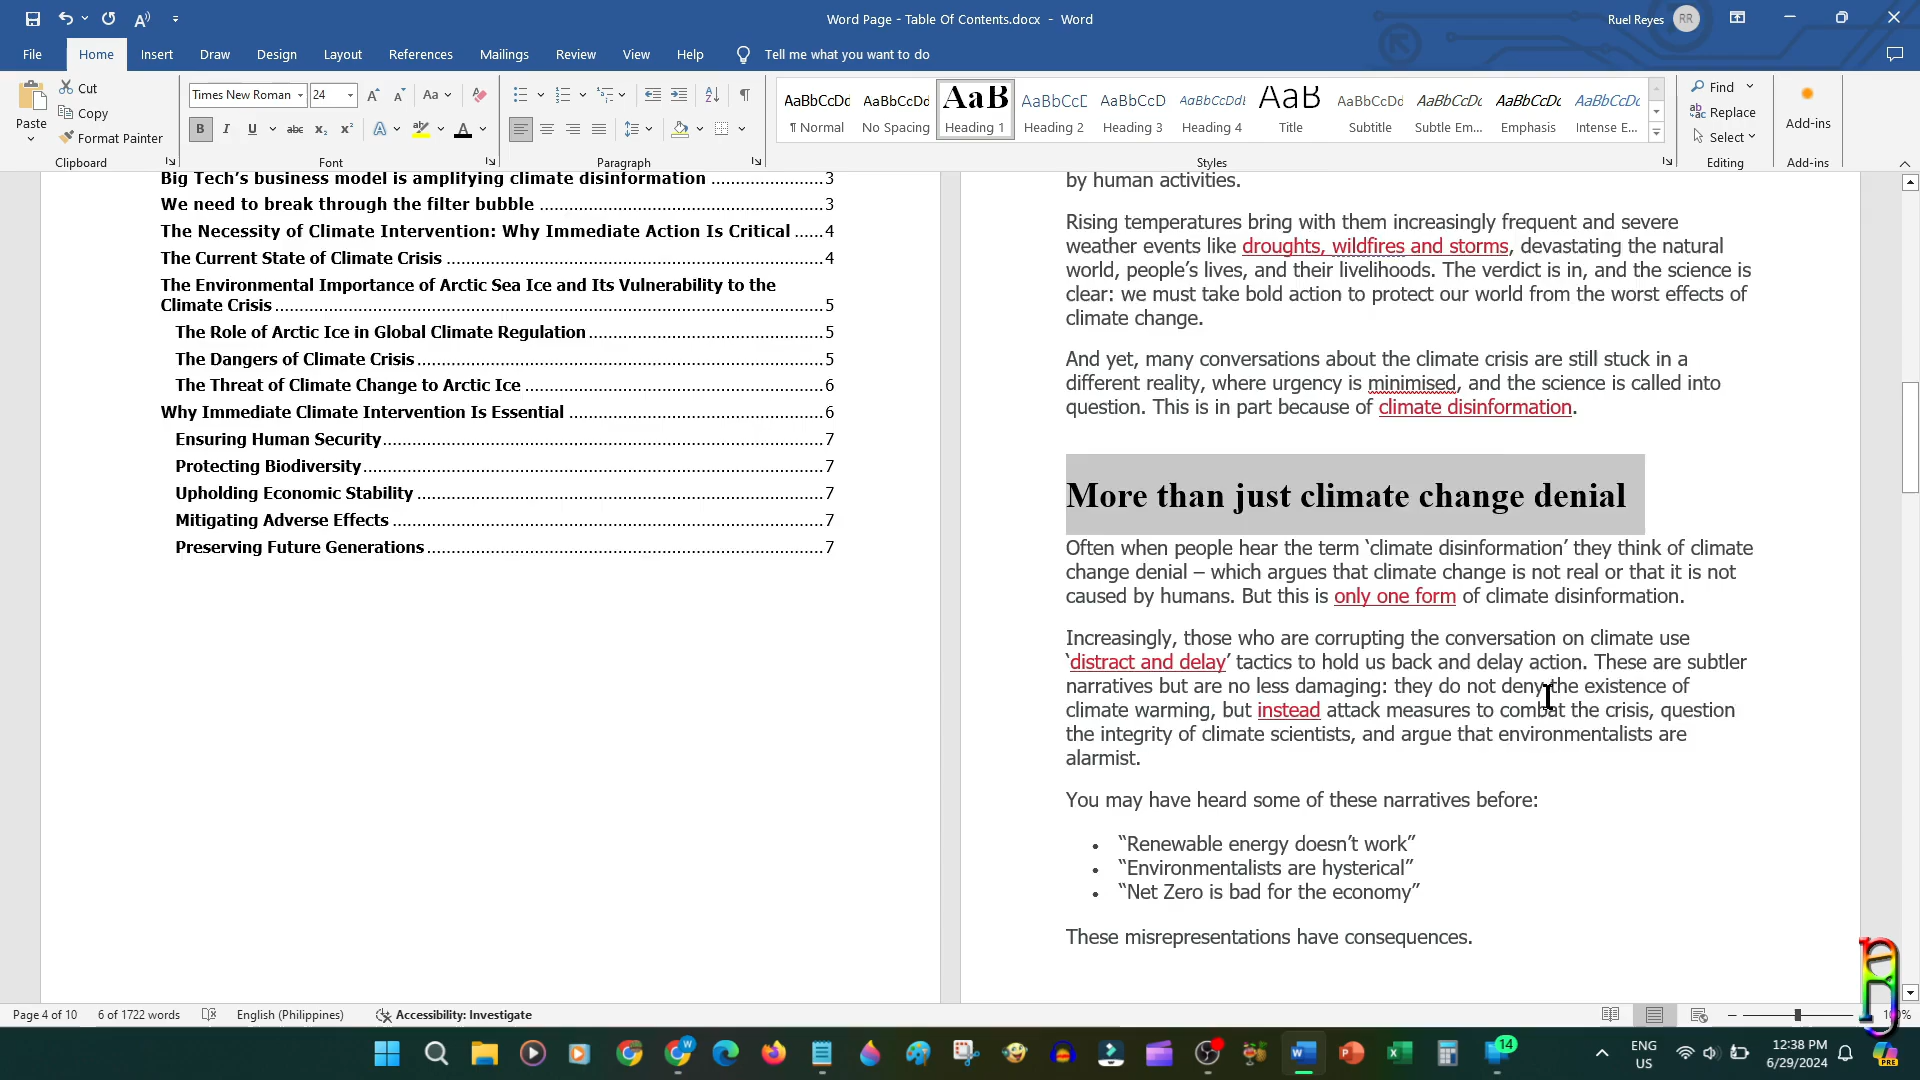 Word Page - Table Of Contents.docx - Word
Ruel Reyes
RR
File
Home
Insert
Draw
Design
Layout
References
Mailings
Review
View
Help
Tell me what you want to do
Paste
Cut
Copy
Format Painter
Clipboard
Times New Roman
24
Font
Paragraph
AaBbCcDd
¶ Normal
AaBbCcDd
No Spacing
AaB
Heading 1
AaBbCcD
Heading 2
AaBbCcD
Heading 3
AaBbCcDd
Heading 4
AaB
Title
AaBbCcDd
Subtitle
AaBbCcDd
Subtle Em...
AaBbCcDd
Emphasis
AaBbCcDd
Intense E...
Styles
Find
Replace
Select
Editing
Add-ins
Add-ins
Big Tech’s business model is amplifying climate disinformation ....................... 3
We need to break through the filter bubble .......................................................... 3
The Necessity of Climate Intervention: Why Immediate Action Is Critical ...... 4
The Current State of Climate Crisis ............................................................................. 4
The Environmental Importance of Arctic Sea Ice and Its Vulnerability to the
Climate Crisis ................................................................................................................. 5
The Role of Arctic Ice in Global Climate Regulation ................................................ 5
The Dangers of Climate Crisis ................................................................................... 5
The Threat of Climate Change to Arctic Ice ............................................................. 6
Why Immediate Climate Intervention Is Essential .................................................... 6
Ensuring Human Security .......................................................................................... 7
Protecting Biodiversity .............................................................................................. 7
Upholding Economic Stability ................................................................................... 7
Mitigating Adverse Effects ........................................................................................ 7
Preserving Future Generations ................................................................................. 7
by human activities.
Rising temperatures bring with them increasingly frequent and severe
weather events like droughts, wildfires and storms, devastating the natural
world, people’s lives, and their livelihoods. The verdict is in, and the science is
clear: we must take bold action to protect our world from the worst effects of
climate change.
And yet, many conversations about the climate crisis are still stuck in a
different reality, where urgency is minimised, and the science is called into
question. This is in part because of climate disinformation.
More than just climate change denial
Often when people hear the term ‘climate disinformation’ they think of climate
change denial – which argues that climate change is not real or that it is not
caused by humans. But this is only one form of climate disinformation.
Increasingly, those who are corrupting the conversation on climate use
‘distract and delay’ tactics to hold us back and delay action. These are subtler
narratives but are no less damaging: they do not deny the existence of
climate warming, but instead attack measures to combat the crisis, question
the integrity of climate scientists, and argue that environmentalists are
alarmist.
You may have heard some of these narratives before:
• “Renewable energy doesn’t work”
• “Environmentalists are hysterical”
• “Net Zero is bad for the economy”
These misrepresentations have consequences.
Page 4 of 10
6 of 1722 words
English (Philippines)
Accessibility: Investigate
14
ENG
US
12:38 PM
6/29/2024
PRE